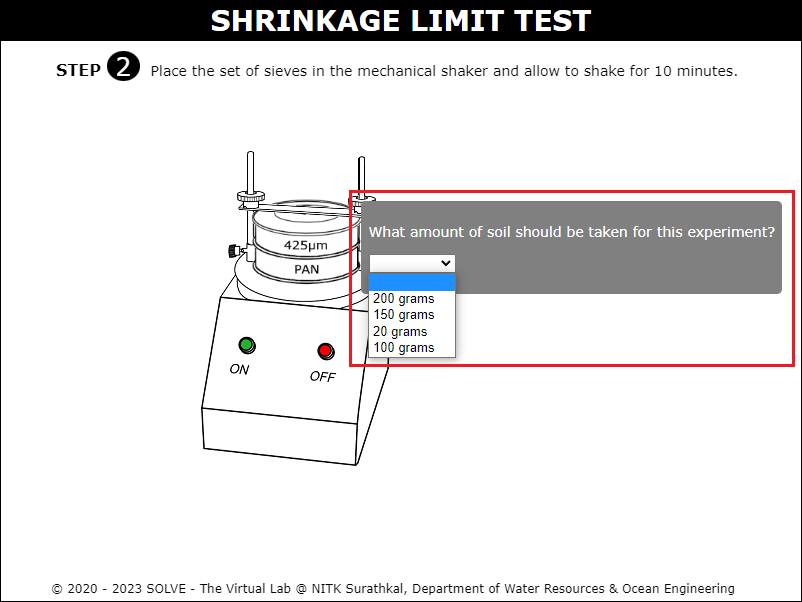 SHRINKAGE LIMIT TEST
STEP 2 Place the set of sieves in the mechanical shaker and allow to shake for 10 minutes.
425µm
PAN
ON
OFF
What amount of soil should be taken for this experiment?
200 grams
150 grams
20 grams
100 grams
© 2020 - 2023 SOLVE - The Virtual Lab @ NITK Surathkal, Department of Water Resources & Ocean Engineering